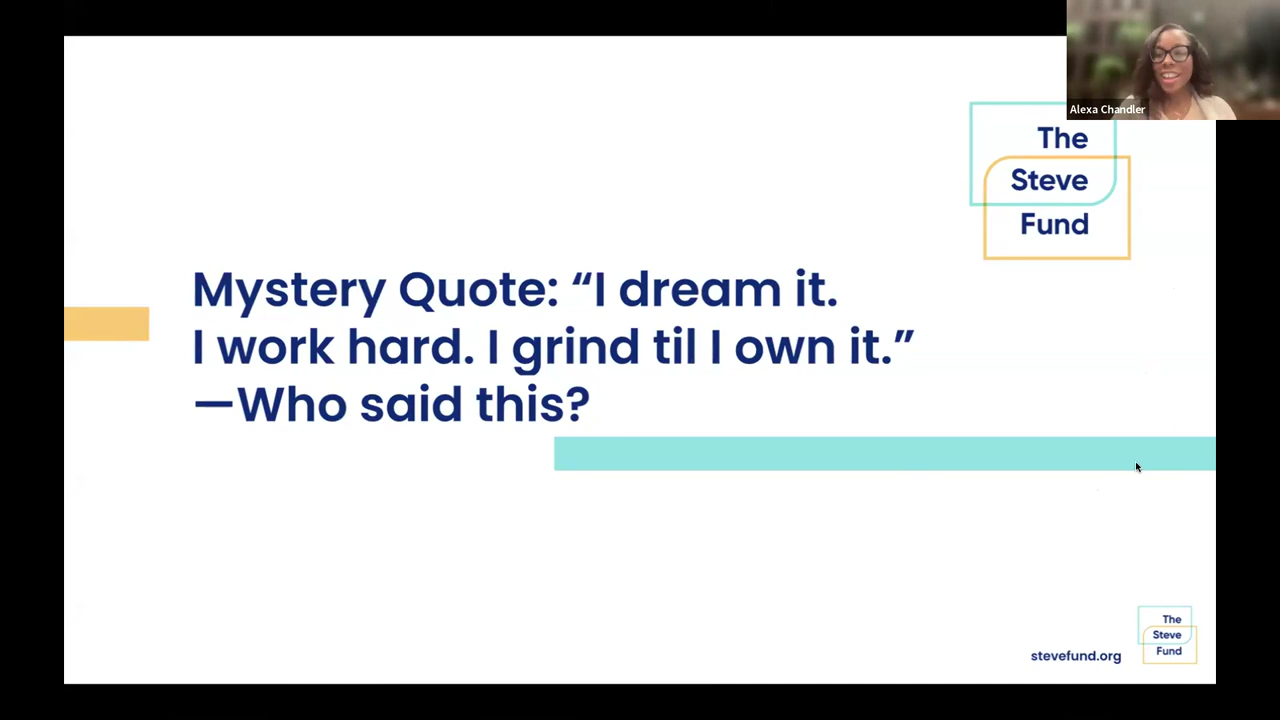 Alexa Chandler
The
Steve
Fund
Mystery Quote: “I dream it.
I work hard. I grind til I own it.”
—Who said this?
stevefund.org
The
Steve
Fund